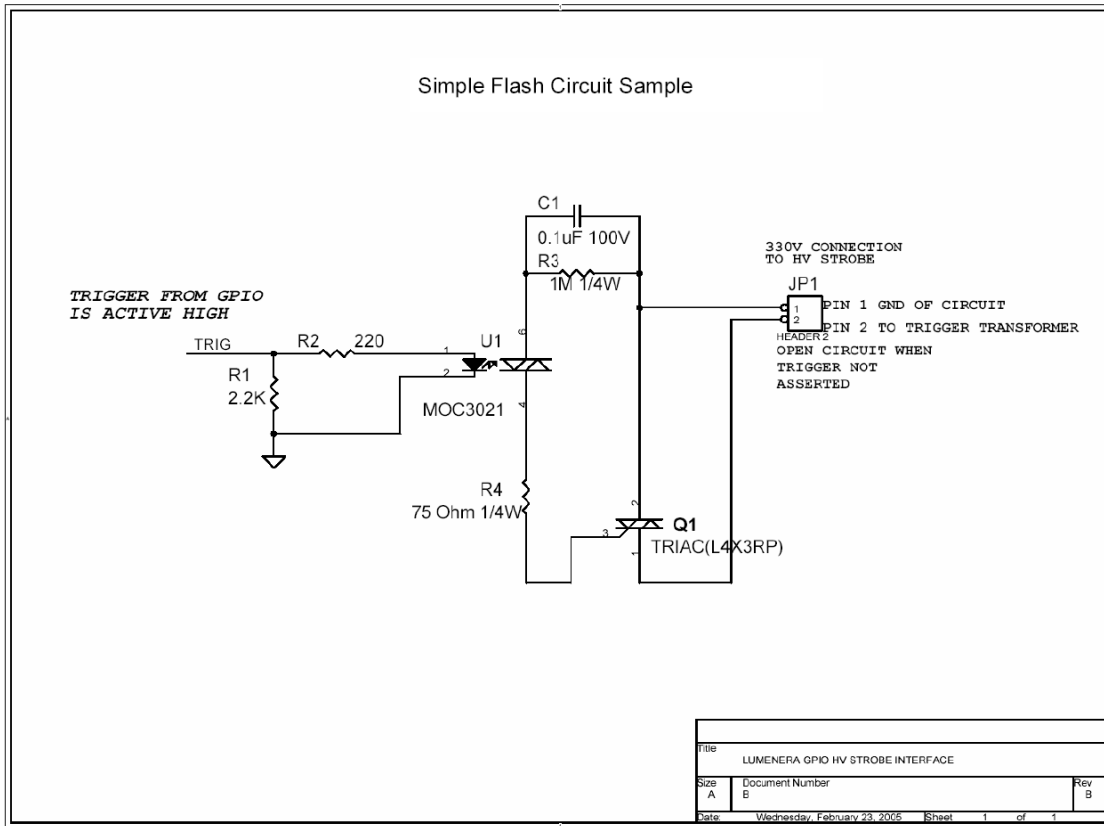 Simple Flash Circuit Sample
C1
0.1uF 100V
R3
1M 1/4W
330V CONNECTION
TO HV STROBE
JP1
1
2
PIN 1 GND OF CIRCUIT
PIN 2 TO TRIGGER TRANSFORMER
HEADER 2
OPEN CIRCUIT WHEN
TRIGGER NOT
ASSERTED
TRIGGER FROM GPIO
IS ACTIVE HIGH
TRIG
R2 220
R1
2.2K
U1
1
2
6
4
MOC3021
R4
75 Ohm 1/4W
2
3
1
Q1
TRIAC(L4X3RP)
Title
LUMENERA GPIO HV STROBE INTERFACE
Size
A
Document Number
B
Rev
B
Date: Wednesday, February 23, 2005 Sheet 1 of 1